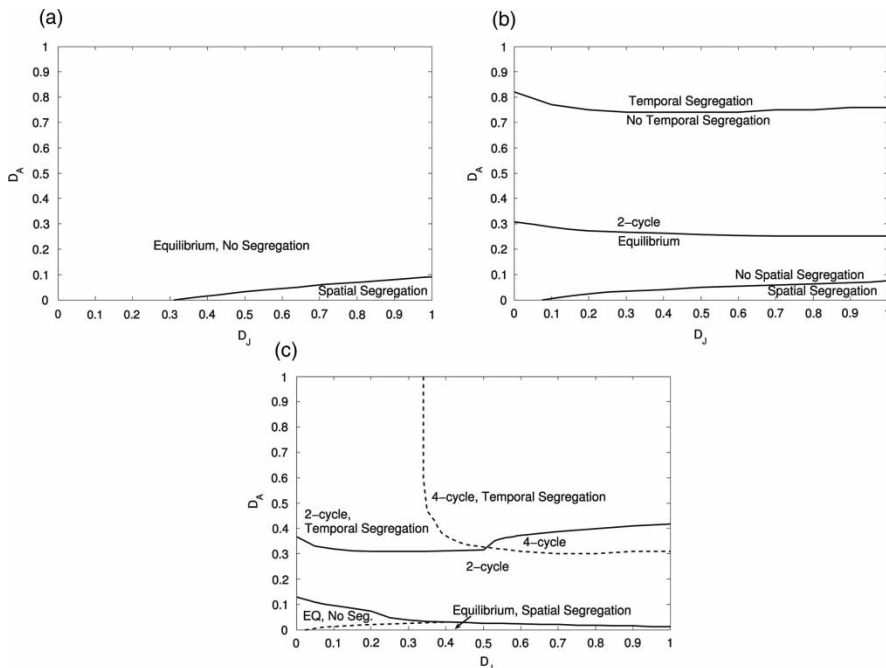 (a)
1
0.9
0.8
0.7
0.6
0.5
0.4
0.3
0.2
0.1
0
D_A
Equilibrium, No Segregation
Spatial Segregation
0 0.1 0.2 0.3 0.4 0.5 0.6 0.7 0.8 0.9 1
D_J
(b)
1
0.9
0.8
0.7
0.6
0.5
0.4
0.3
0.2
0.1
0
D_A
Temporal Segregation
No Temporal Segregation
2-cycle
Equilibrium
No Spatial Segregation
Spatial Segregation
0 0.1 0.2 0.3 0.4 0.5 0.6 0.7 0.8 0.9 1
D_J
(c)
1
0.9
0.8
0.7
0.6
0.5
0.4
0.3
0.2
0.1
0
D_A
4-cycle, Temporal Segregation
2-cycle,
Temporal Segregation
4-cycle
2-cycle
EQ, No Seg.
Equilibrium, Spatial Segregation
0 0.1 0.2 0.3 0.4 0.5 0.6 0.7 0.8 0.9 1
D_J